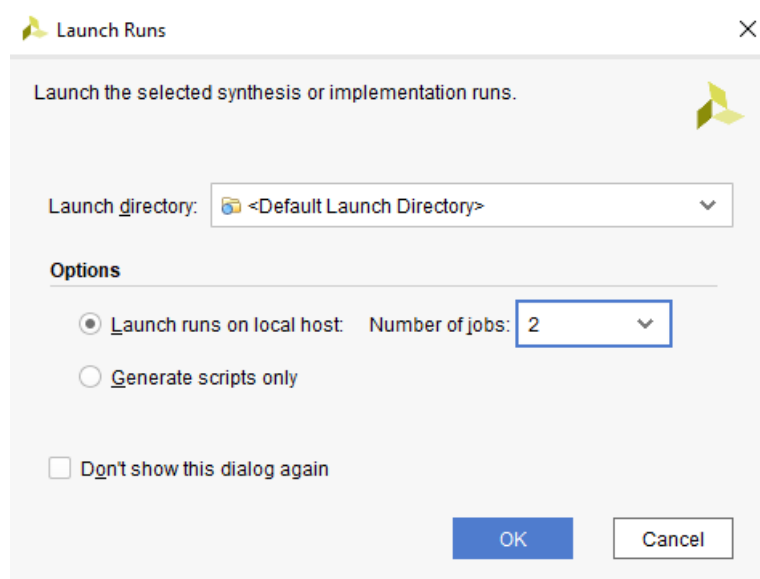 Launch Runs
Launch the selected synthesis or implementation runs.
Launch directory: <Default Launch Directory>
Options
Launch runs on local host: Number of jobs: 2
Generate scripts only
Don't show this dialog again
OK Cancel